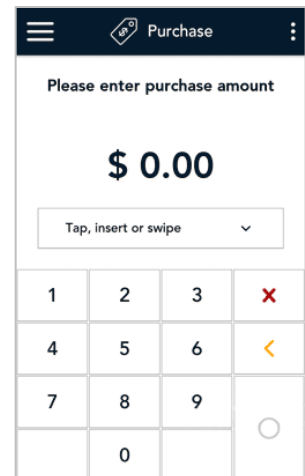 Purchase
Please enter purchase amount
$ 0.00
Tap, insert or swipe
1 2 3
4 5 6
7 8 9
0